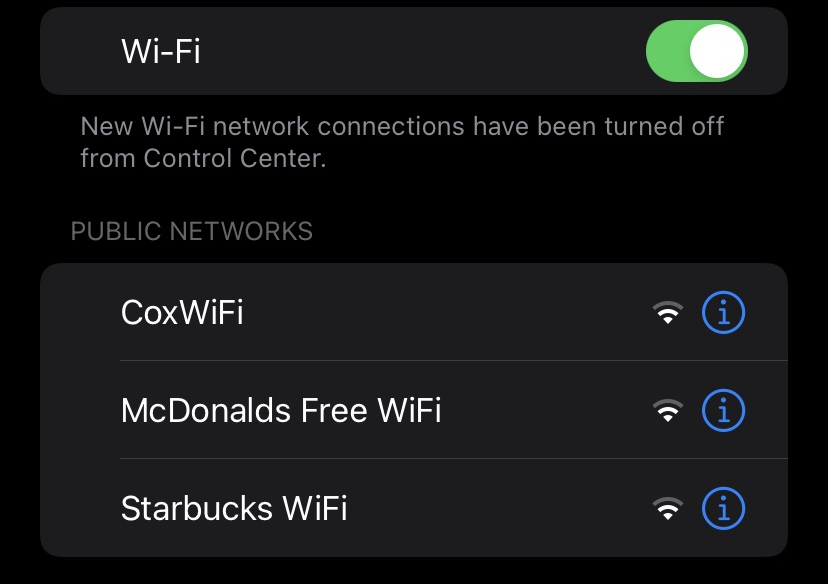 Wi-Fi
New Wi-Fi network connections have been turned off
from Control Center.
PUBLIC NETWORKS
CoxWiFi
McDonalds Free WiFi
Starbucks WiFi